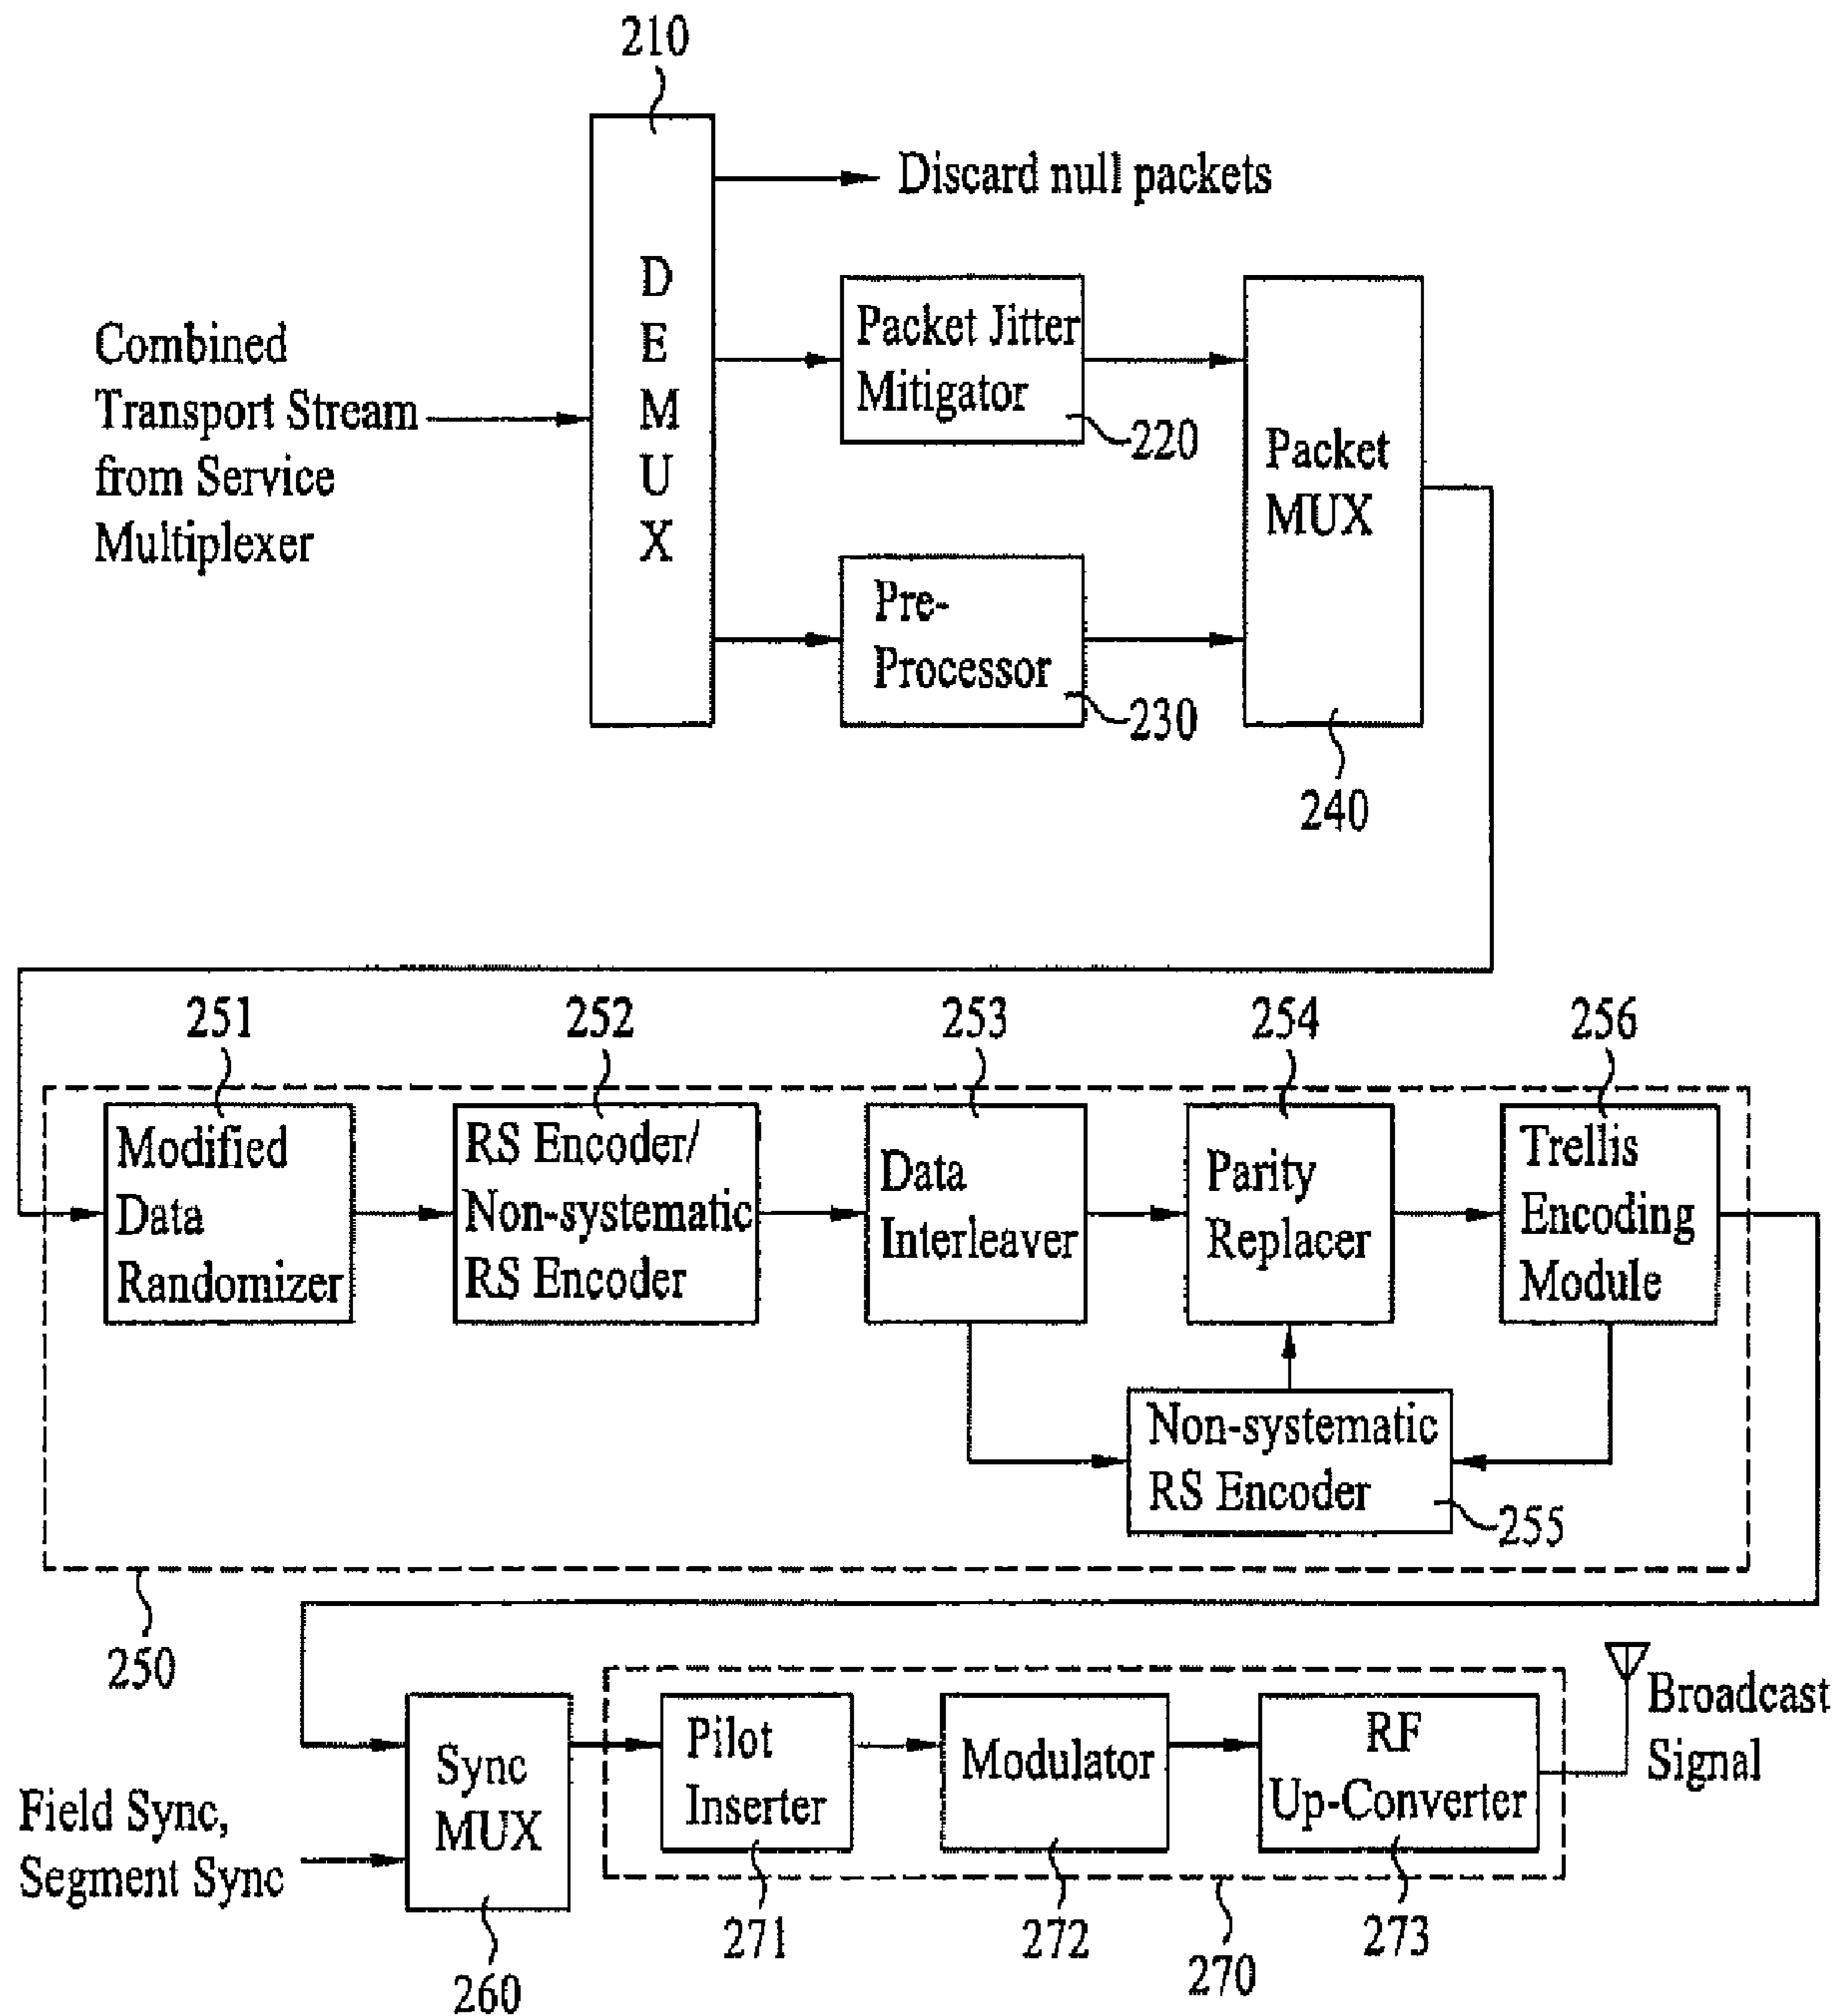 210
Discard null packets
D
E
M
U
X
Combined
Transport Stream
from Service
Multiplexer
Packet Jitter
Mitigator
220
Packet
MUX
Pre-
Processor
230
240
251
252
253
254
256
Modified
Data
Randomizer
RS Encoder/
Non-systematic
RS Encoder
Data
Interleaver
Parity
Replacer
Trellis
Encoding
Module
Non-systematic
RS Encoder
255
250
Sync
MUX
Pilot
Inserter
Modulator
RF
Up-Converter
Broadcast
Signal
Field Sync,
Segment Sync
260
271
272
270
273